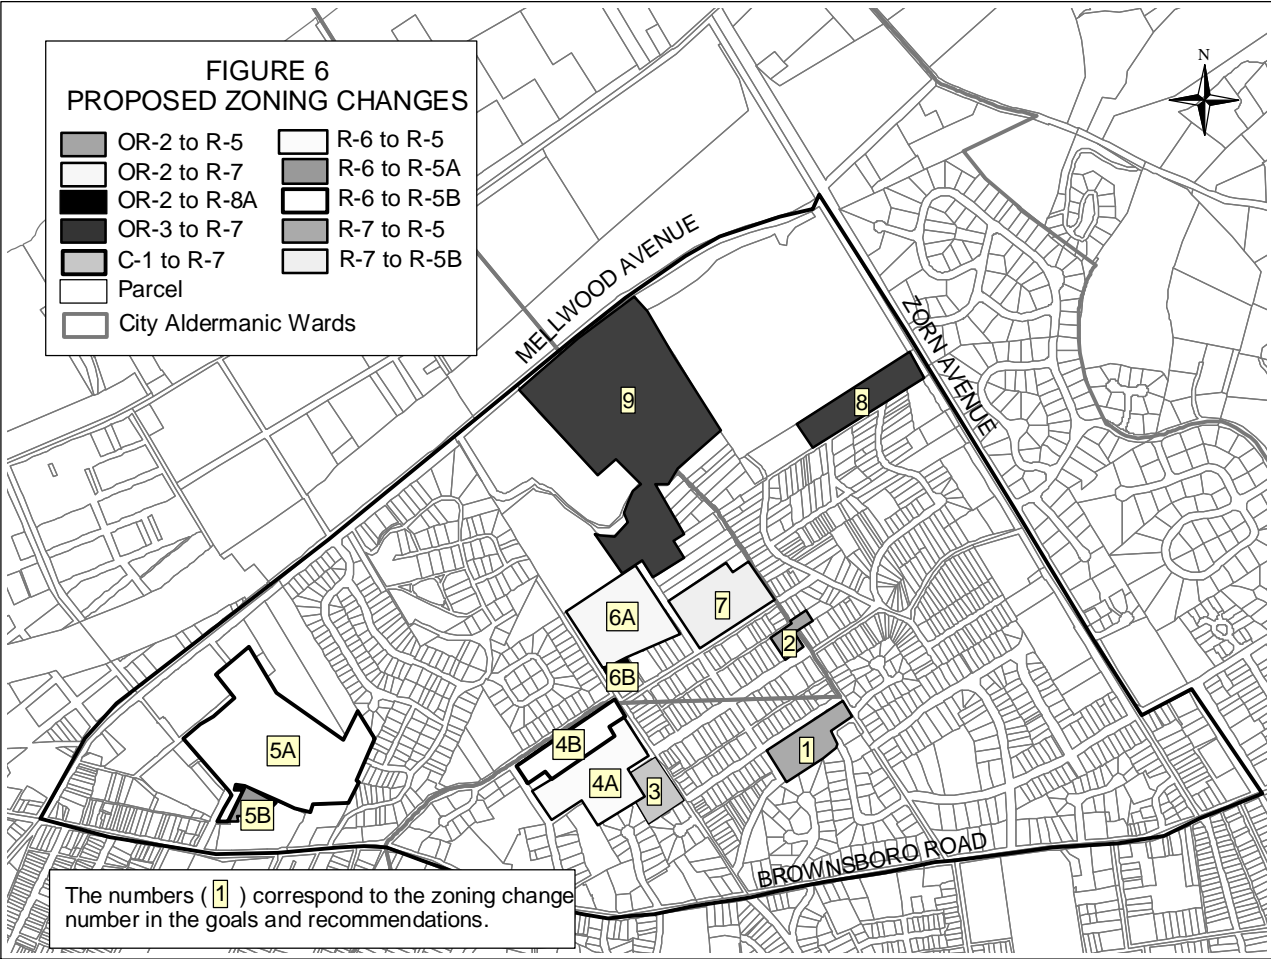 FIGURE 6
PROPOSED ZONING CHANGES
OR-2 to R-5
OR-2 to R-7
OR-2 to R-8A
OR-3 to R-7
C-1 to R-7
Parcel
City Aldermanic Wards
R-6 to R-5
R-6 to R-5A
R-6 to R-5B
R-7 to R-5
R-7 to R-5B
N
MELLWOOD AVENUE
ZORN AVENUE
9
8
6A
7
2
6B
4B
1
5A
4A
3
5B
BROWNSBORO ROAD
The numbers ( 1 ) correspond to the zoning change
number in the goals and recommendations.